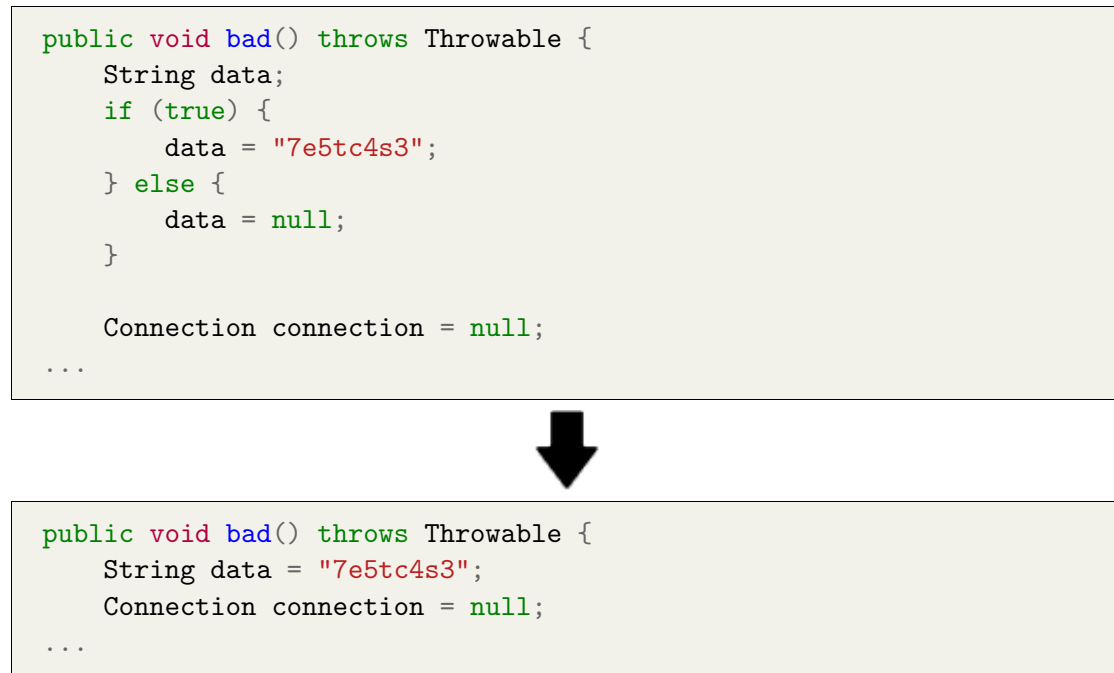 public void bad() throws Throwable {
    String data;
    if (true) {
        data = "7e5tc4s3";
    } else {
        data = null;
    }
    Connection connection = null;
...
public void bad() throws Throwable {
    String data = "7e5tc4s3";
    Connection connection = null;
...